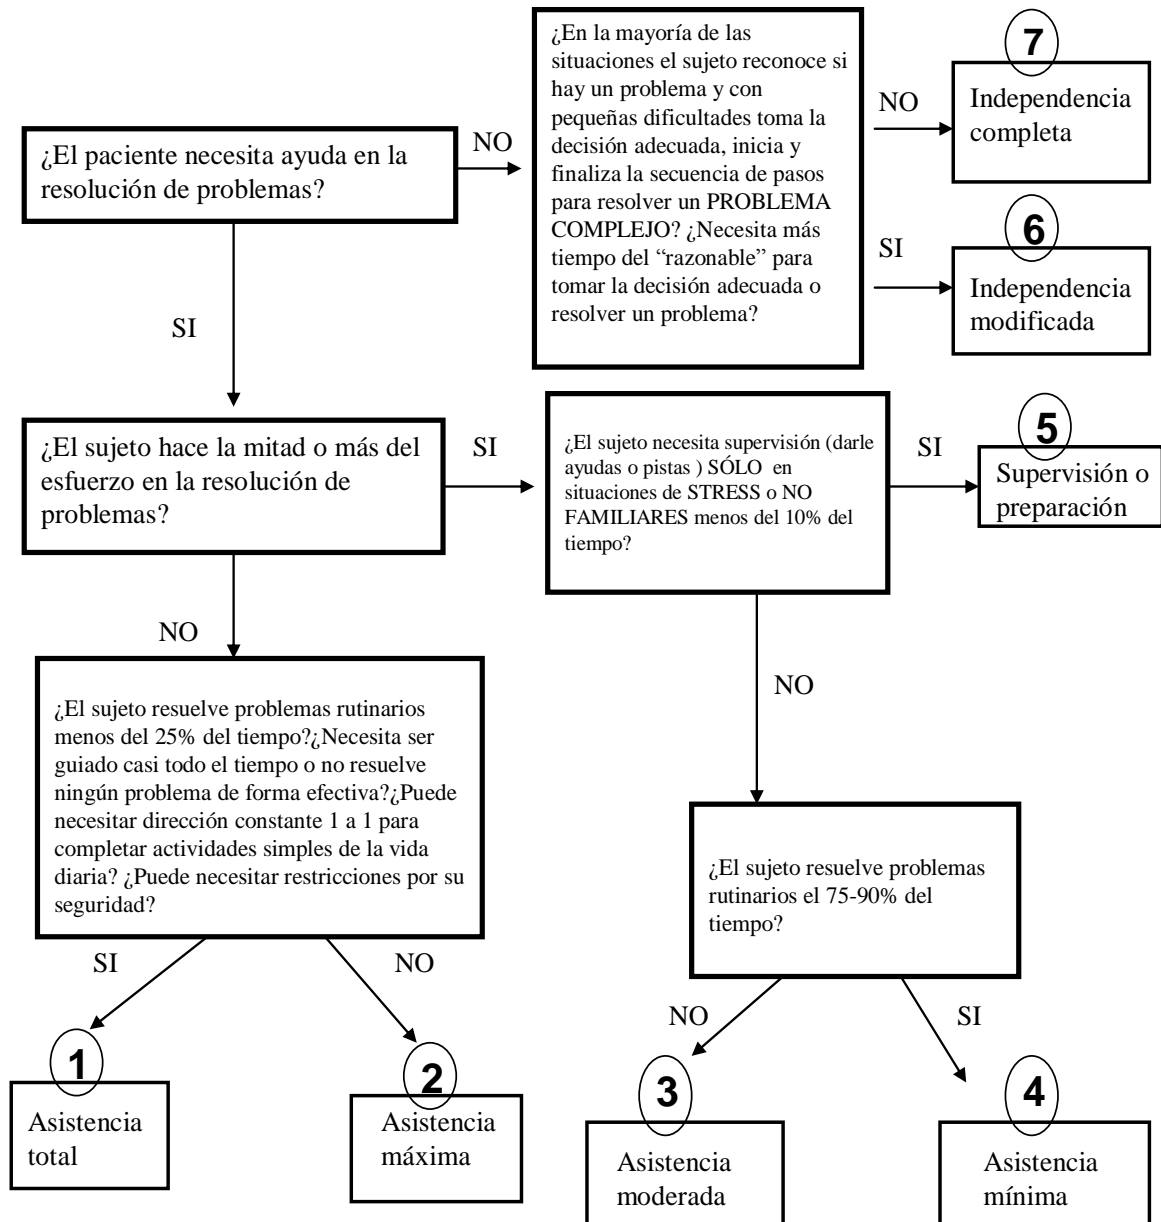 ¿En la mayoría de las
situaciones el sujeto reconoce si
hay un problema y con
pequeñas dificultades toma la
decisión adecuada, inicia y
finaliza la secuencia de pasos
para resolver un PROBLEMA
COMPLEJO? ¿Necesita más
tiempo del “razonable” para
tomar la decisión adecuada o
resolver un problema?
7
NO
Independencia
completa
6
SI
Independencia
modificada
¿El paciente necesita ayuda en la
resolución de problemas?
NO
SI
¿El sujeto hace la mitad o más del
esfuerzo en la resolución de
problemas?
SI
¿El sujeto necesita supervisión (darle
ayudas o pistas ) SÓLO en
situaciones de STRESS o NO
FAMILIARES menos del 10% del
tiempo?
SI
5
Supervisión o
preparación
NO
NO
¿El sujeto resuelve problemas rutinarios
menos del 25% del tiempo?¿Necesita ser
guiado casi todo el tiempo o no resuelve
ningún problema de forma efectiva?¿Puede
necesitar dirección constante 1 a 1 para
completar actividades simples de la vida
diaria? ¿Puede necesitar restricciones por su
seguridad?
¿El sujeto resuelve problemas
rutinarios el 75-90% del
tiempo?
SI
NO
NO
SI
1
Asistencia
total
2
Asistencia
máxima
3
Asistencia
moderada
4
Asistencia
mínima